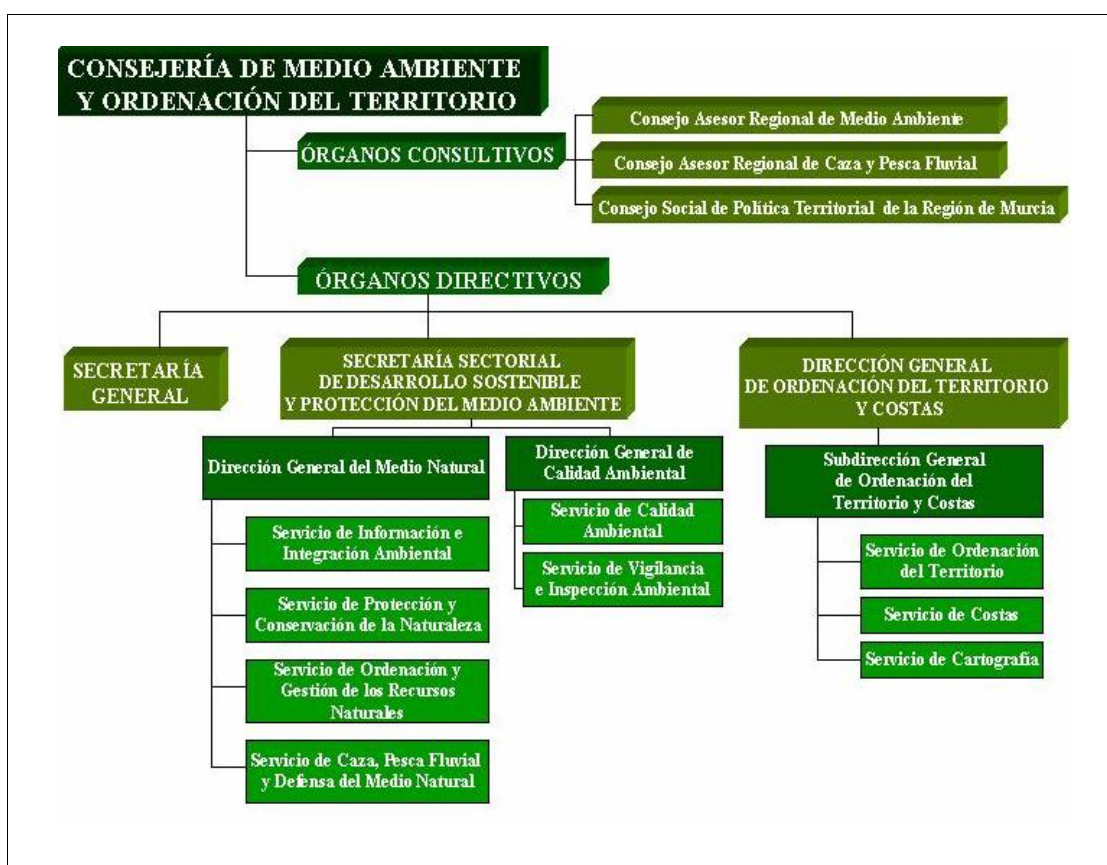 CONSEJERÍA DE MEDIO AMBIENTE
Y ORDENACIÓN DEL TERRITORIO
ÓRGANOS CONSULTIVOS
Consejo Asesor Regional de Medio Ambiente
Consejo Asesor Regional de Caza y Pesca Fluvial
Consejo Social de Política Territorial de la Región de Murcia
ÓRGANOS DIRECTIVOS
SECRETARÍA
GENERAL
SECRETARÍA SECTORIAL
DE DESARROLLO SOSTENIBLE
Y PROTECCIÓN DEL MEDIO AMBIENTE
DIRECCIÓN GENERAL
DE ORDENACIÓN DEL TERRITORIO
Y COSTAS
Dirección General del Medio Natural
Servicio de Información e
Integración Ambiental
Servicio de Protección y
Conservación de la Naturaleza
Servicio de Ordenación y
Gestión de los Recursos
Naturales
Servicio de Caza, Pesca Fluvial
y Defensa del Medio Natural
Dirección General de
Calidad Ambiental
Servicio de Calidad
Ambiental
Servicio de Vigilancia
e Inspección Ambiental
Subdirección General
de Ordenación del
Territorio y Costas
Servicio de Ordenación
del Territorio
Servicio de Costas
Servicio de Cartografía